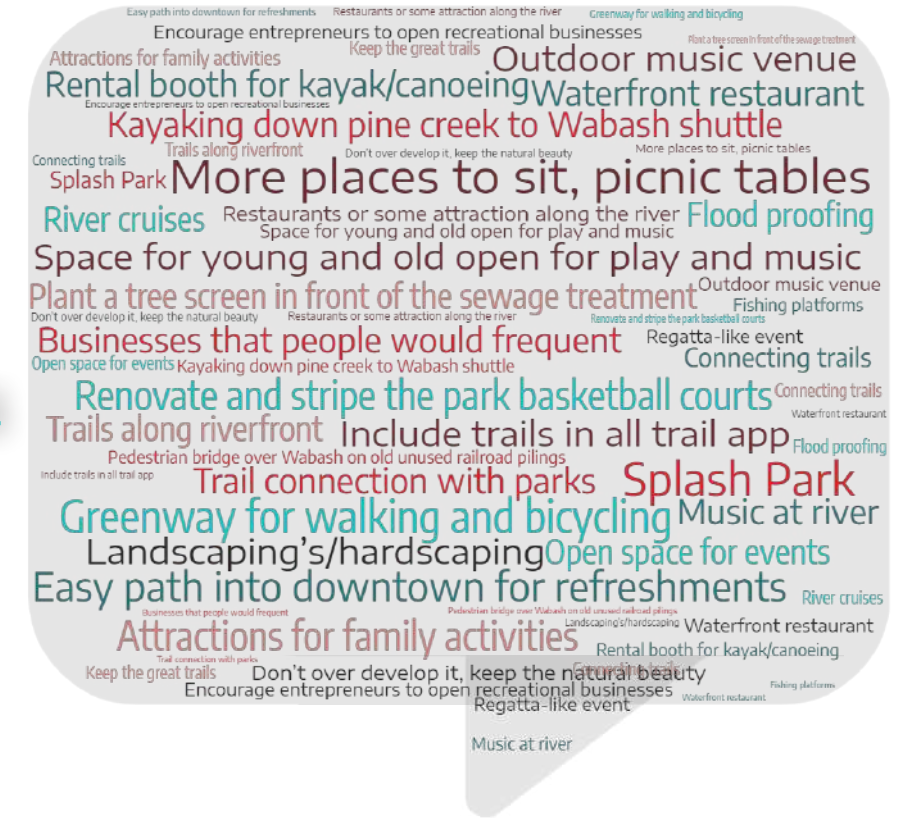 Easy path into downtown for refreshments Restaurants or some attraction along the river Greenway for walking and bicycling
Encourage entrepreneurs to open recreational businesses
Plant a tree screen in front of the sewage treatment
Attractions for family activities Keep the great trails Outdoor music venue
Rental booth for kayak/canoeing Waterfront restaurant
Encourage entrepreneurs to open recreational businesses
Kayaking down pine creek to Wabash shuttle
Connecting trails Trails along riverfront Don't over develop it, keep the natural beauty More places to sit, picnic tables
Splash Park More places to sit, picnic tables
River cruises Restaurants or some attraction along the river Flood proofing
Space for young and old open for play and music
Space for young and old open for play and music
Plant a tree screen in front of the sewage treatment Outdoor music venue
Fishing platforms
Don't over develop it, keep the natural beauty Restaurants or some attraction along the river Renovate and stripe the park basketball courts
Businesses that people would frequent Regatta-like event
Open space for events Kayaking down pine creek to Wabash shuttle Connecting trails
Renovate and stripe the park basketball courts Connecting trails
Waterfront restaurant
Trails along riverfront Include trails in all trail app Flood proofing
Pedestrian bridge over Wabash on old unused railroad pilings
Include trails in all trail app Trail connection with parks Splash Park
Greenway for walking and bicycling Music at river
Landscaping's/hardscaping Open space for events
Easy path into downtown for refreshments River cruises
Businesses that people would frequent Pedestrian bridge over Wabash on old unused railroad pilings
Attractions for family activities Landscaping's/hardscaping Waterfront restaurant
Rental booth for kayak/canoeing
Trail connection with parks
Keep the great trails Don't over develop it, keep the natural beauty Connecting trails
Encourage entrepreneurs to open recreational businesses Fishing platforms
Regatta-like event Waterfront restaurant
Music at river